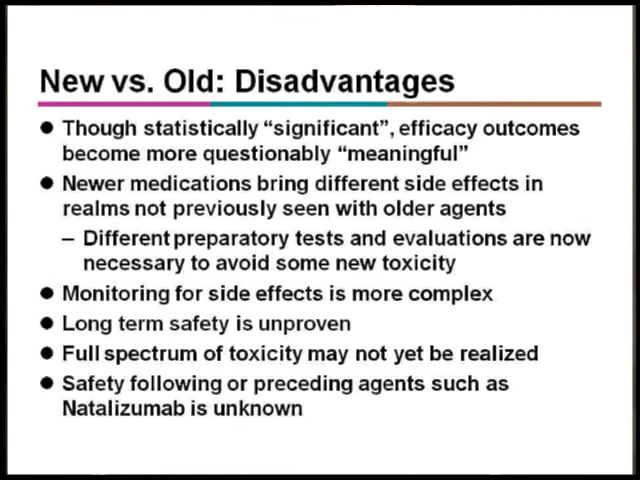 New vs. Old: Disadvantages
● Though statistically “significant”, efficacy outcomes
become more questionably “meaningful”
● Newer medications bring different side effects in
realms not previously seen with older agents
– Different preparatory tests and evaluations are now
necessary to avoid some new toxicity
● Monitoring for side effects is more complex
● Long term safety is unproven
● Full spectrum of toxicity may not yet be realized
● Safety following or preceding agents such as
Natalizumab is unknown